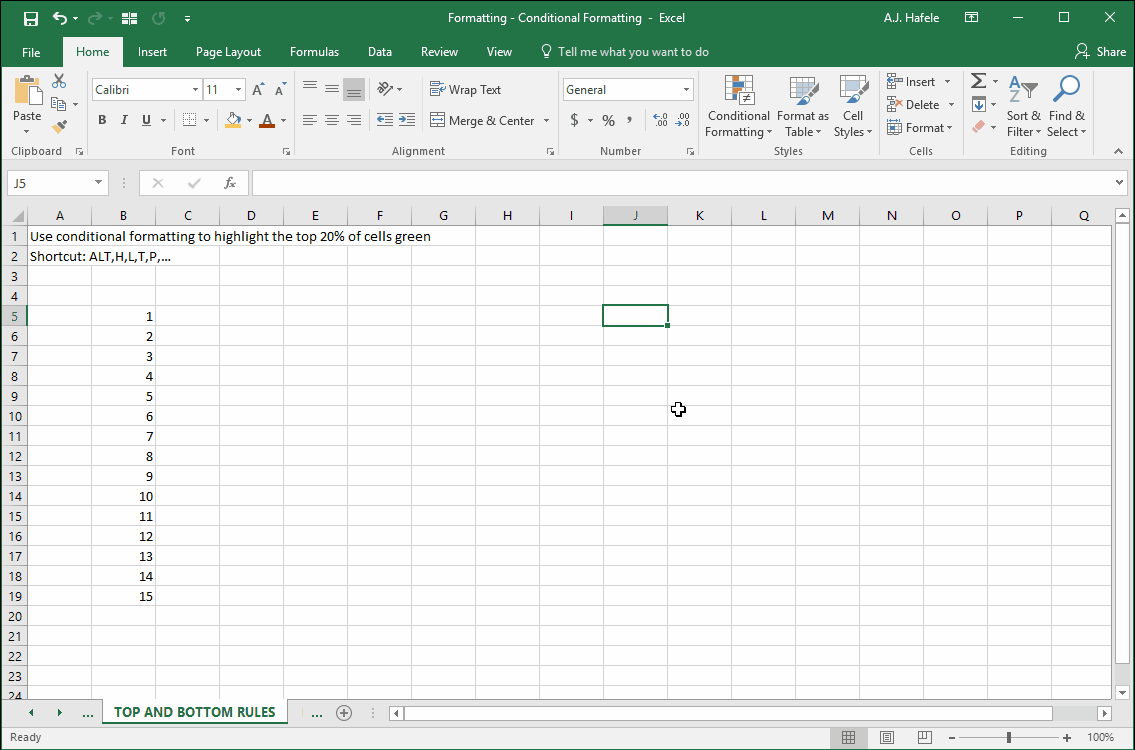 Formatting - Conditional Formatting - Excel
A.J. Hafele
File Home Insert Page Layout Formulas Data Review View Tell me what you want to do Share
Paste
Clipboard
Calibri 11
B I U
Font
Wrap Text
Merge & Center
Alignment
General
$ % ,
Number
Conditional Formatting
Format as Table
Cell Styles
Styles
Insert
Delete
Format
Cells
Sort & Filter
Find & Select
Editing
J5
fx
A B C D E F G H I J K L M N O P Q
1 Use conditional formatting to highlight the top 20% of cells green
2 Shortcut: ALT,H,L,T,P,...
3
4
5 1
6 2
7 3
8 4
9 5
10 6
11 7
12 8
13 9
14 10
15 11
16 12
17 13
18 14
19 15
20
21
22
23
24
... TOP AND BOTTOM RULES ...
Ready
100%